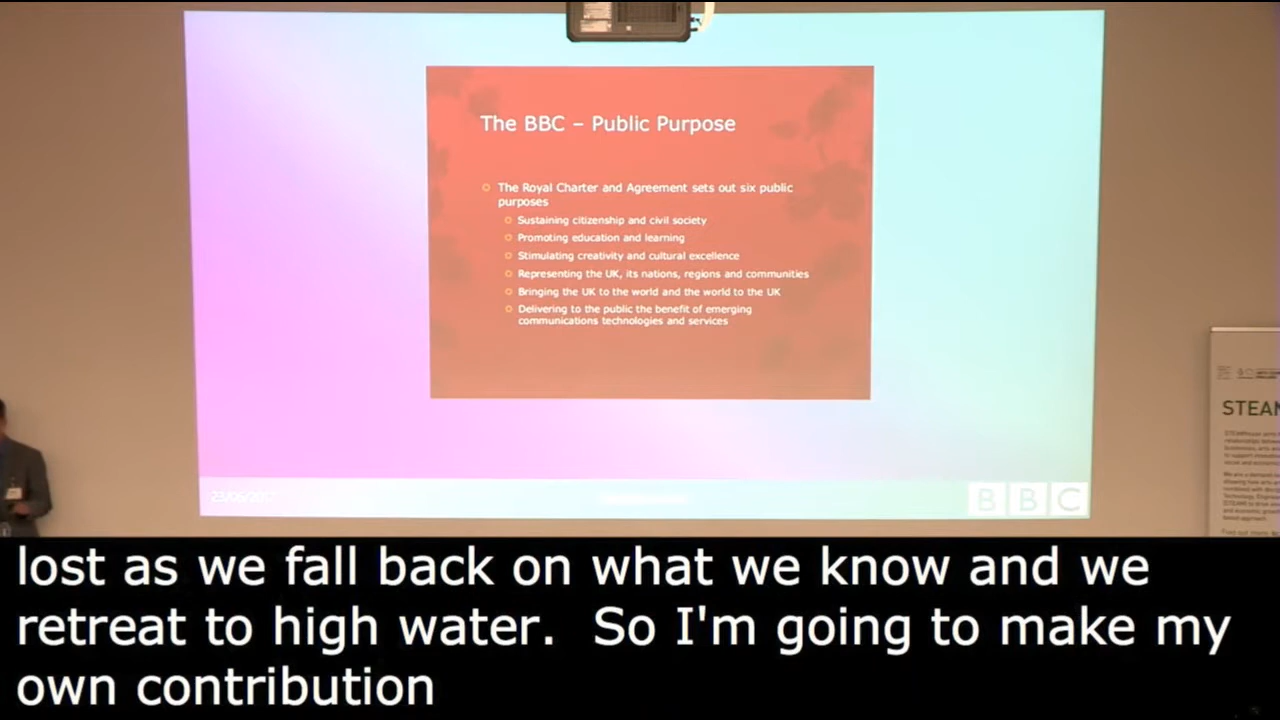 The BBC – Public Purpose
The Royal Charter and Agreement sets out six public
purposes
Sustaining citizenship and civil society
Promoting education and learning
Stimulating creativity and cultural excellence
Representing the UK, its nations, regions and communities
Bringing the UK to the world and the world to the UK
Delivering to the public the benefit of emerging
communications technologies and services
BBC
lost as we fall back on what we know and we
retreat to high water. So I'm going to make my
own contribution